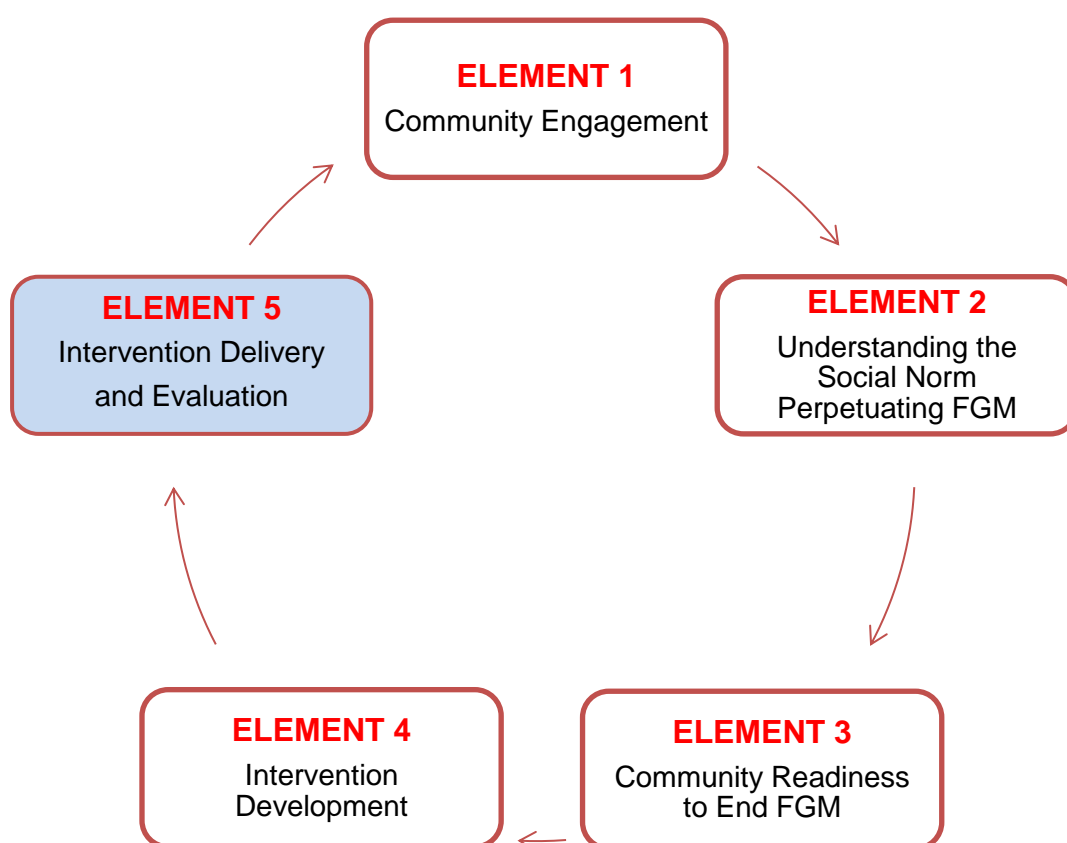 ELEMENT 1
Community Engagement
ELEMENT 2
Understanding the
Social Norm
Perpetuating FGM
ELEMENT 3
Community Readiness
to End FGM
ELEMENT 4
Intervention
Development
ELEMENT 5
Intervention Delivery
and Evaluation